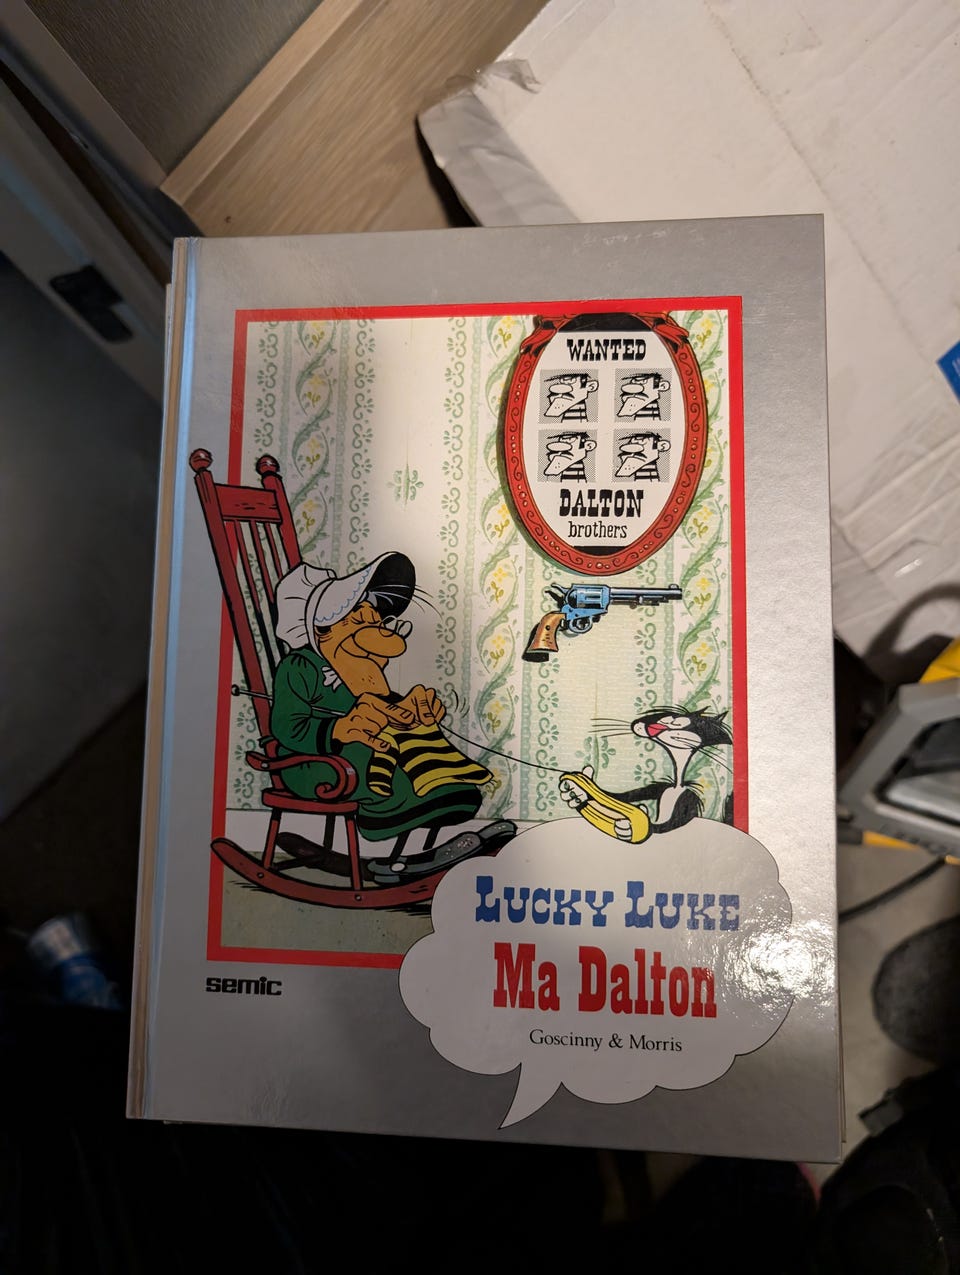 WANTED
DALTON
brothers
LUCKY LUKE
Ma Dalton
Goscinny & Morris
semic